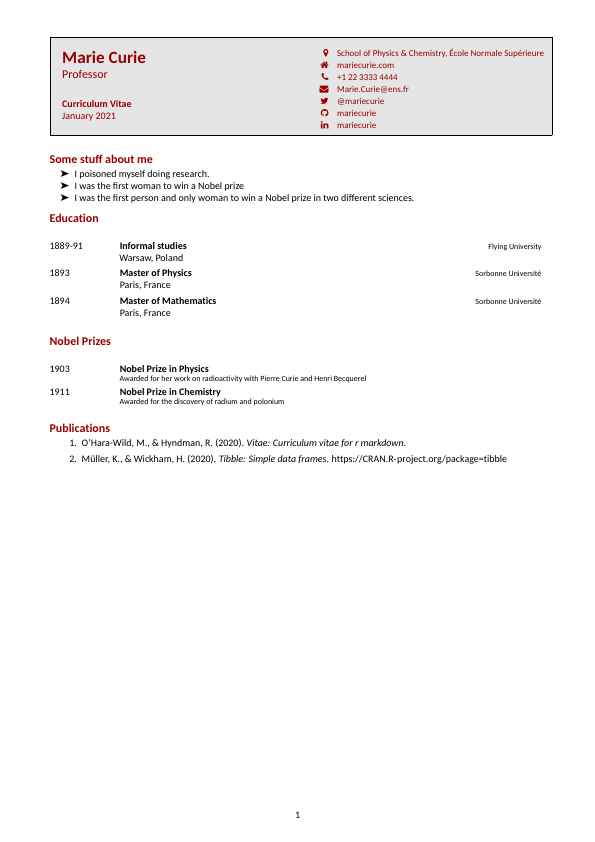 Marie Curie
Professor
Curriculum Vitae
January 2021
School of Physics & Chemistry, École Normale Supérieure
mariecurie.com
+1 22 3333 4444
Marie.Curie@ens.fr
@mariecurie
mariecurie
mariecurie
Some stuff about me
➤ I poisoned myself doing research.
➤ I was the first woman to win a Nobel prize
➤ I was the first person and only woman to win a Nobel prize in two different sciences.
Education
1889-91 Informal studies Flying University
Warsaw, Poland
1893 Master of Physics Sorbonne Université
Paris, France
1894 Master of Mathematics Sorbonne Université
Paris, France
Nobel Prizes
1903 Nobel Prize in Physics
Awarded for her work on radioactivity with Pierre Curie and Henri Becquerel
1911 Nobel Prize in Chemistry
Awarded for the discovery of radium and polonium
Publications
1. O'Hara-Wild, M., & Hyndman, R. (2020). Vitae: Curriculum vitae for r markdown.
2. Müller, K., & Wickham, H. (2020). Tibble: Simple data frames. https://CRAN.R-project.org/package=tibble
1